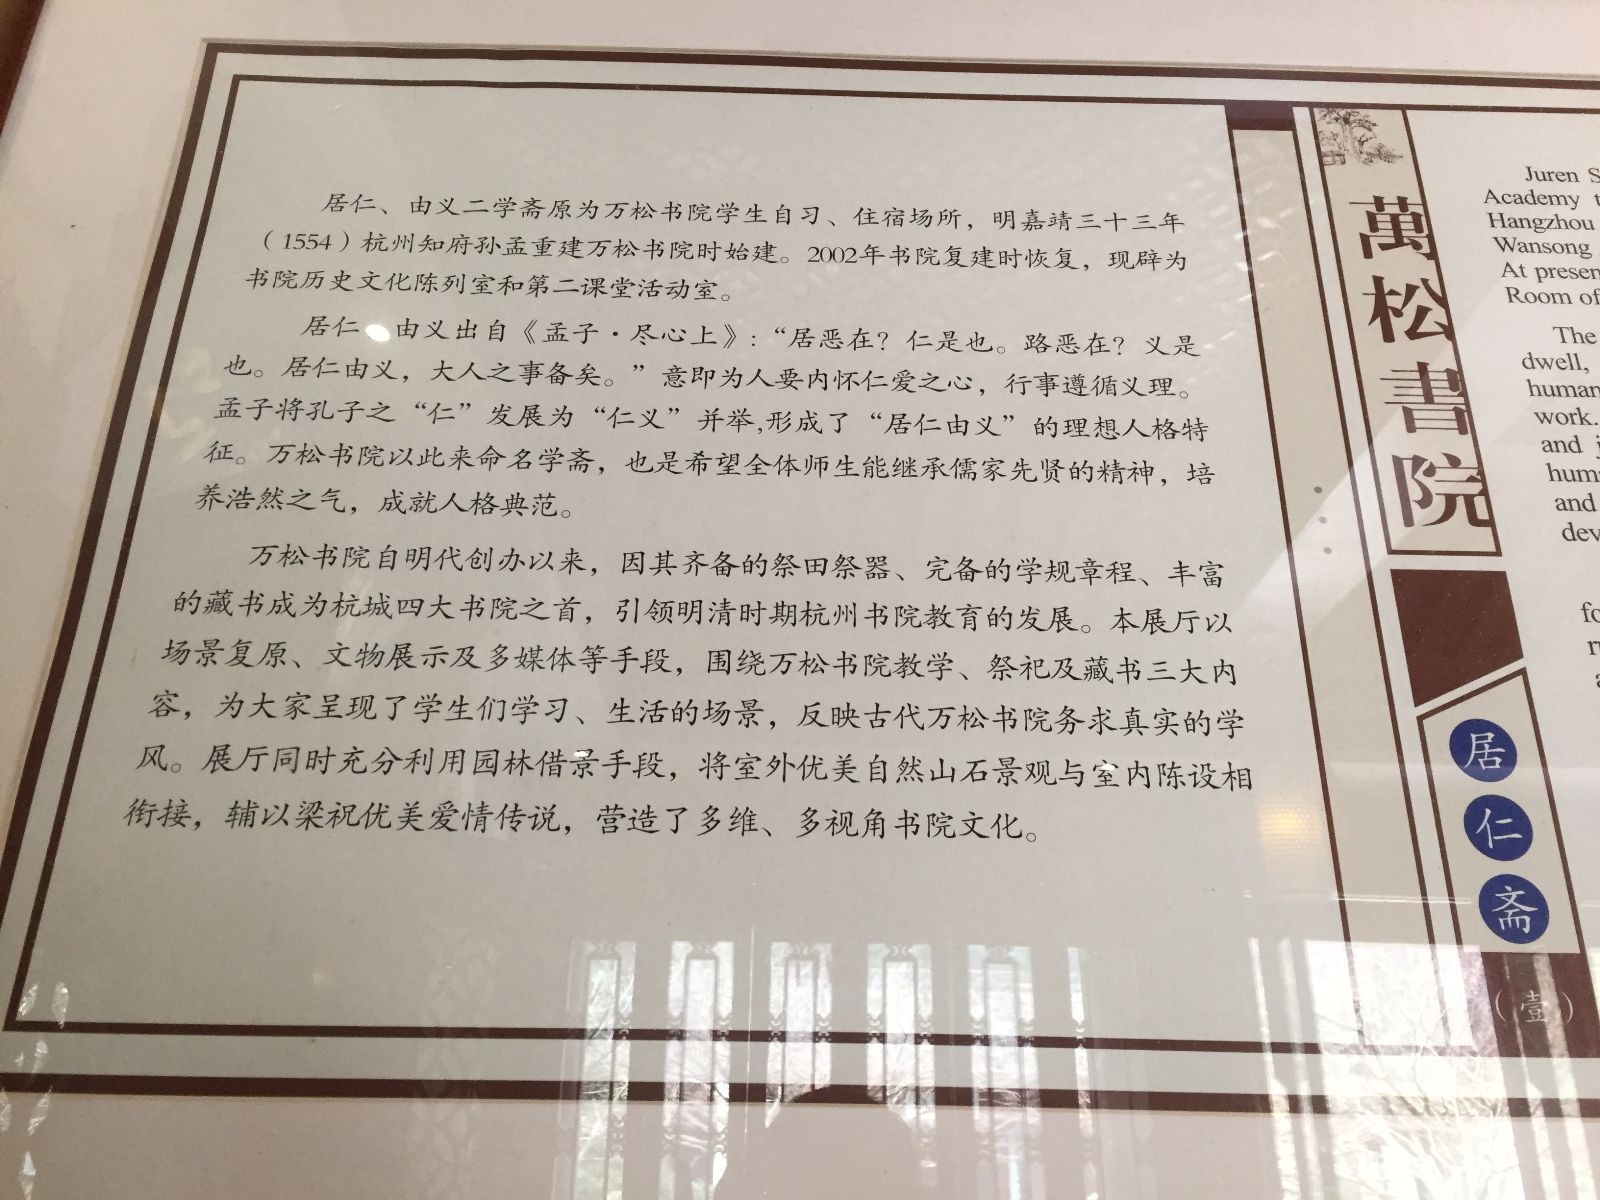 居仁、由义二学斋原为万松书院学生自习、住宿场所，明嘉靖三十三年
（1554）杭州知府孙孟重建万松书院时始建。2002年书院复建时恢复，现辟为
书院历史文化陈列室和第二课堂活动室。
居仁、由义出自《孟子·尽心上》：“居恶在？仁是也。路恶在？义是
也。居仁由义，大人之事备矣。”意即为人要内怀仁爱之心，行事遵循义理。
孟子将孔子之“仁”发展为“仁义”并举,形成了“居仁由义”的理想人格特
征。万松书院以此来命名学斋，也是希望全体师生能继承儒家先贤的精神，培
养浩然之气，成就人格典范。
万松书院自明代创办以来，因其齐备的祭田祭器、完备的学规章程、丰富
的藏书成为杭城四大书院之首，引领明清时期杭州书院教育的发展。本展厅以
场景复原、文物展示及多媒体等手段，围绕万松书院教学、祭祀及藏书三大内
容，为大家呈现了学生们学习、生活的场景，反映古代万松书院务求真实的学
风。展厅同时充分利用园林借景手段，将室外优美自然山石景观与室内陈设相
衔接，辅以梁祝优美爱情传说，营造了多维、多视角书院文化。
萬松書院
居仁斋
（壹）
Juren
Academy
Hangzhou
Wansong
At presen
Room of
The
dwell,
human
work.
and
huma
and
dev